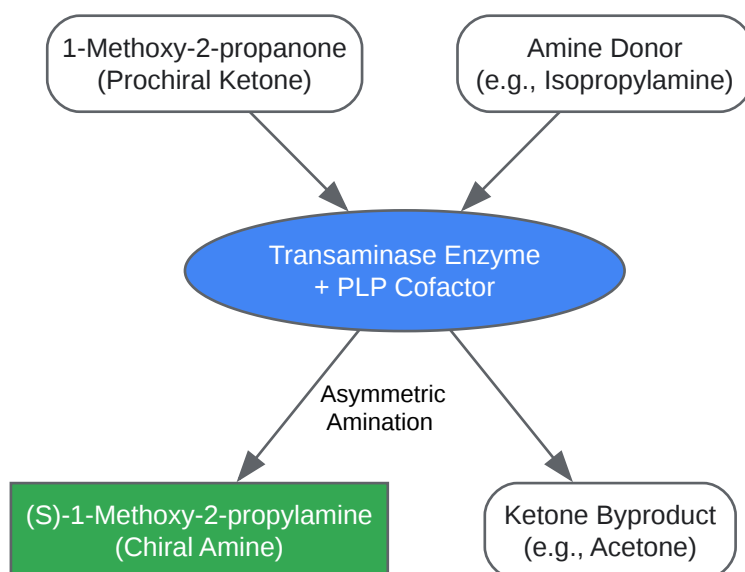 1-Methoxy-2-propanone
(Prochiral Ketone)
Amine Donor
(e.g., Isopropylamine)
Transaminase Enzyme
+ PLP Cofactor
Asymmetric
Amination
(S)-1-Methoxy-2-propylamine
(Chiral Amine)
Ketone Byproduct
(e.g., Acetone)